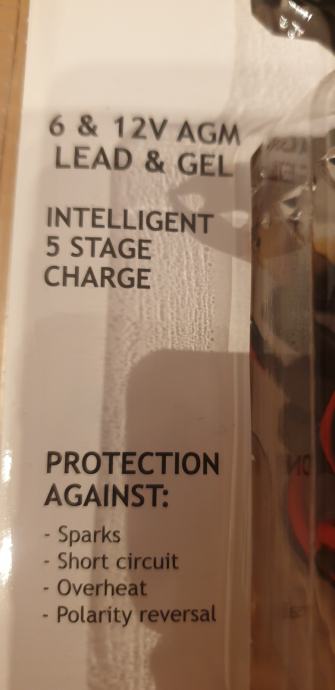 6 & 12V AGM
LEAD & GEL
INTELLIGENT
5 STAGE
CHARGE
PROTECTION
AGAINST:
- Sparks
- Short circuit
- Overheat
- Polarity reversal